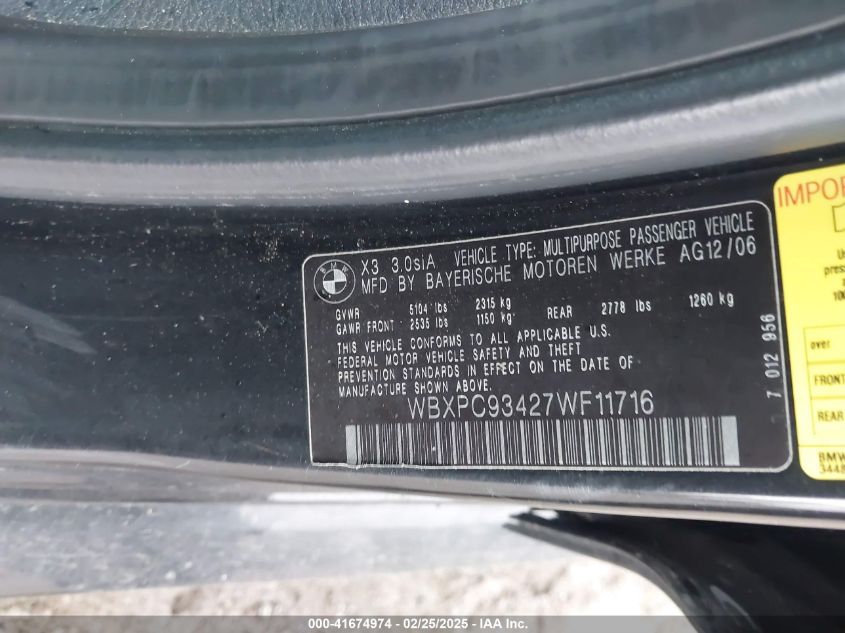 BMW
X3 3.0siA VEHICLE TYPE: MULTIPURPOSE PASSENGER VEHICLE
MFD BY BAYERISCHE MOTOREN WERKE AG12/06
GVWR 5104 lbs 2315 kg
GAWR FRONT 2535 lbs 1150 kg REAR 2778 lbs 1260 kg
THIS VEHICLE CONFORMS TO ALL APPLICABLE U.S.
FEDERAL MOTOR VEHICLE SAFETY AND THEFT
PREVENTION STANDARDS IN EFFECT ON THE DATE OF
MANUFACTURE SHOWN ABOVE.
WBXPC93427WF11716
7 012 956
IMPOR
over
FRONT
REAR
BMW
000-41674974 - 02/25/2025 - IAA Inc.